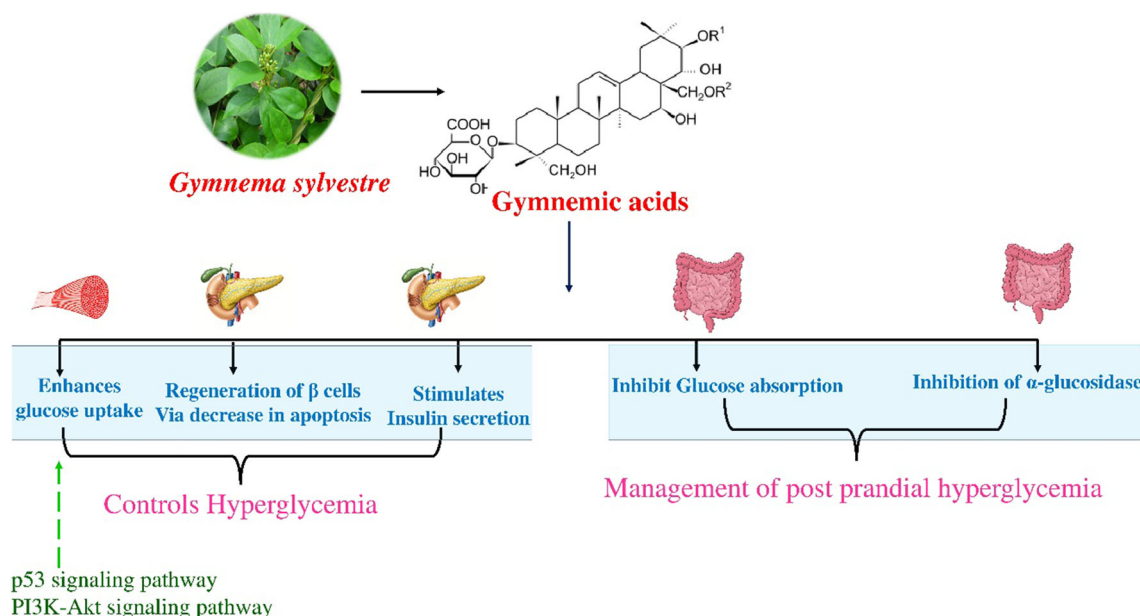 OR¹
OH
CH₂OR²
OH
COOH
O
O
OH
HO
OH
CH₂OH
Gymnema sylvestre
Gymnemic acids
Enhances
glucose uptake
Regeneration of β cells
Via decrease in apoptosis
Stimulates
Insulin secretion
Inhibit Glucose absorption
Inhibition of α-glucosidase
Controls Hyperglycemia
Management of post prandial hyperglycemia
p53 signaling pathway
PI3K-Akt signaling pathway